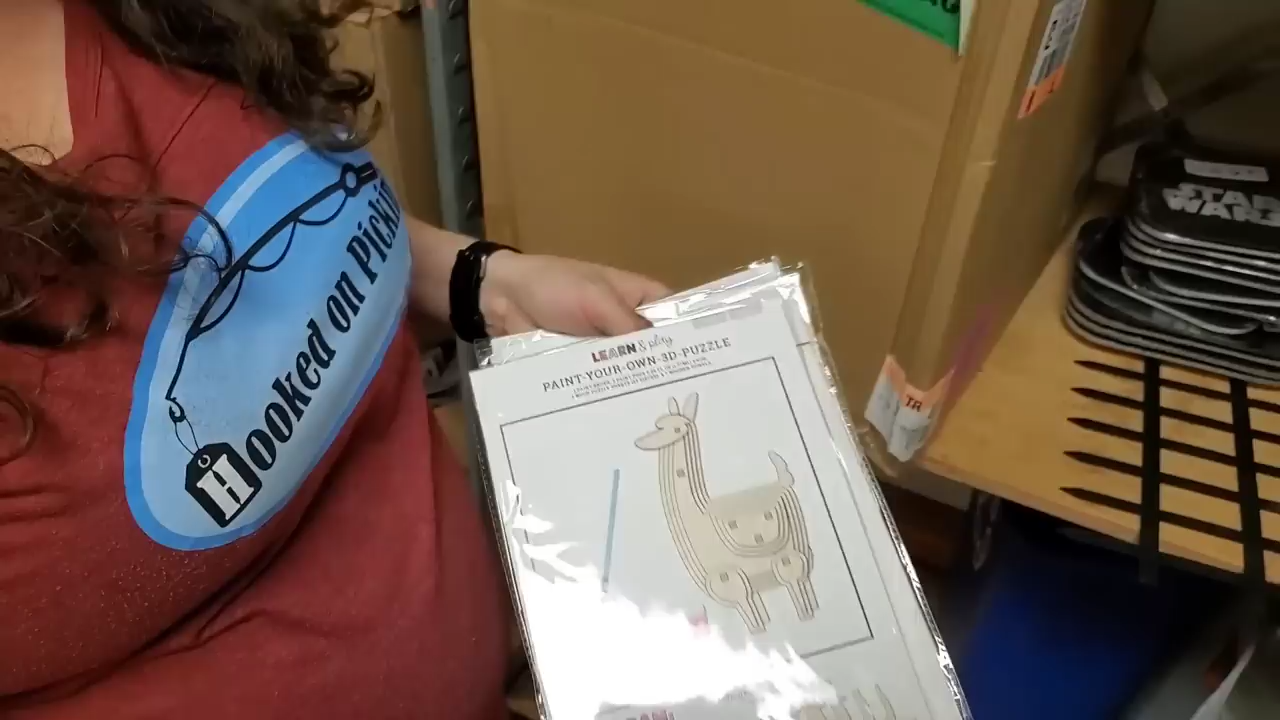 Hooked on Pickin
LEARN & play
PAINT-YOUR-OWN-3D-PUZZLE
STAR
WARS
TR